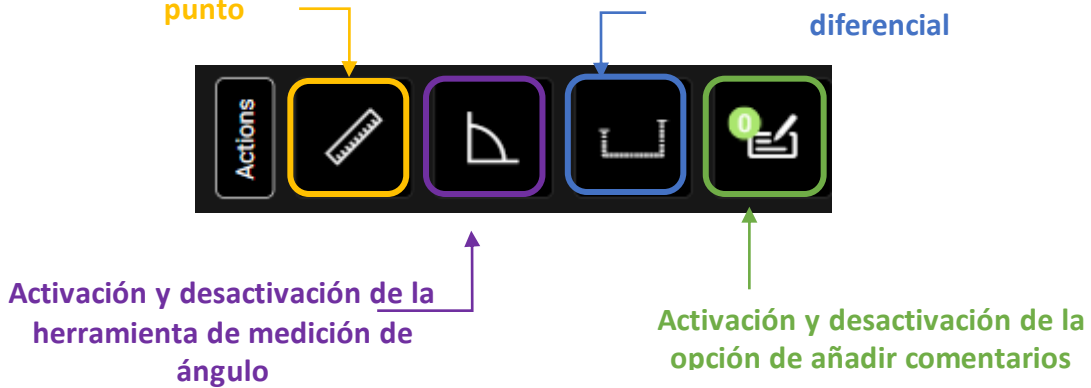 punto
diferencial
Actions
0
Activación y desactivación de la
herramienta de medición de
ángulo
Activación y desactivación de la
opción de añadir comentarios